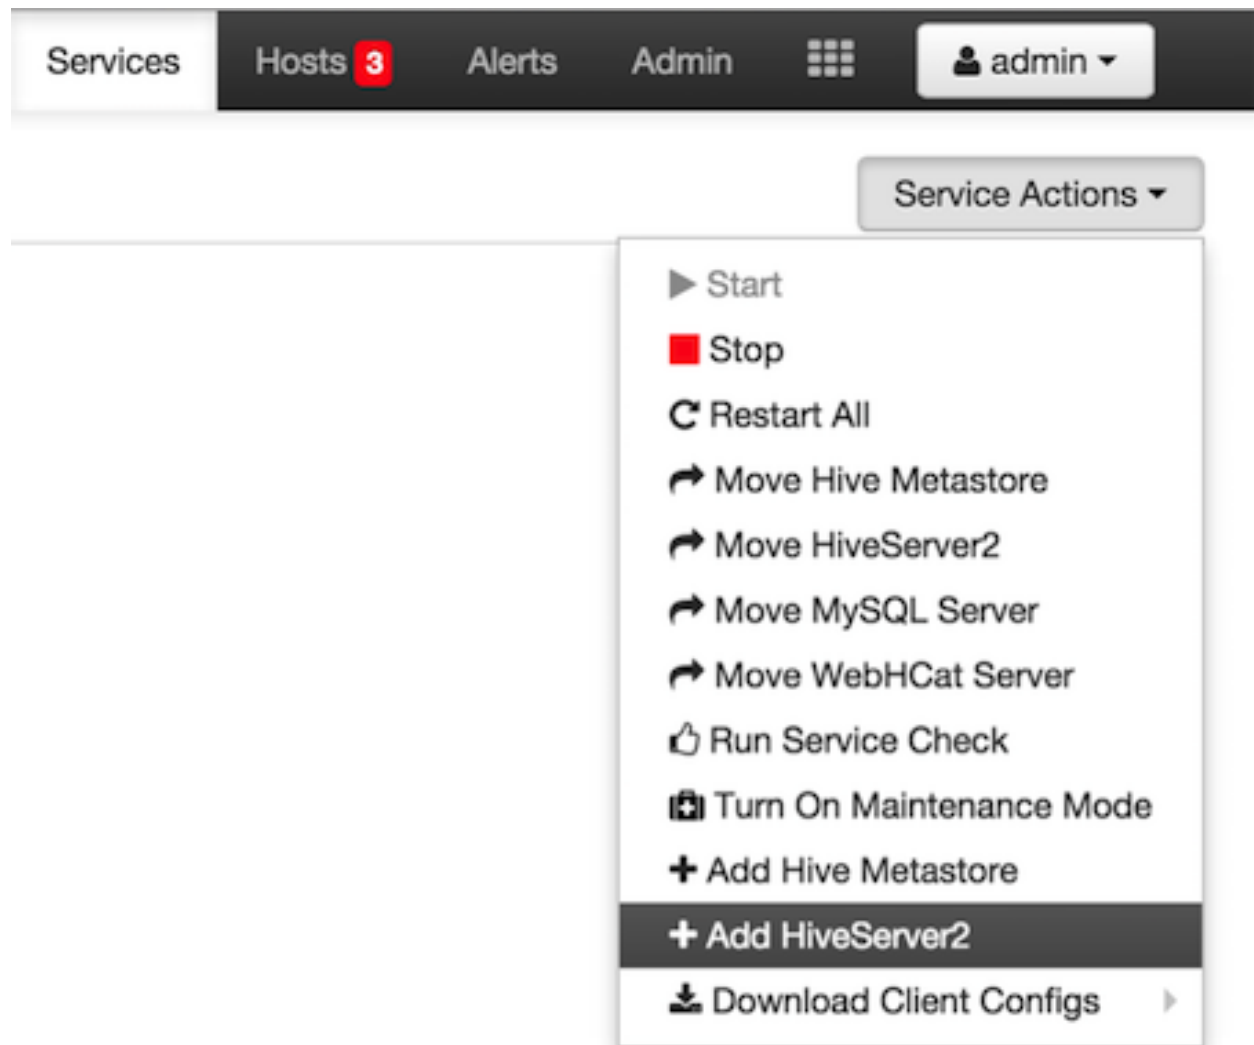 Services Hosts 3 Alerts Admin admin
Service Actions
Start
Stop
Restart All
Move Hive Metastore
Move HiveServer2
Move MySQL Server
Move WebHCat Server
Run Service Check
Turn On Maintenance Mode
Add Hive Metastore
Add HiveServer2
Download Client Configs